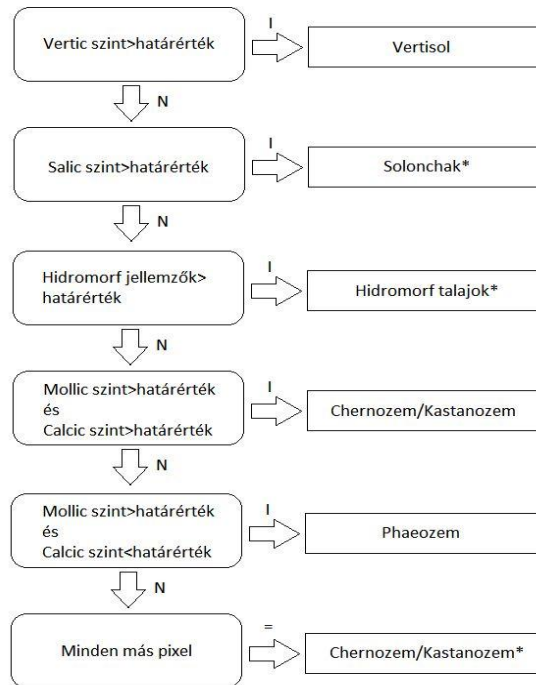 Vertic szint>határérték
I
Vertisol
N
Salic szint>határérték
I
Solonchak*
N
Hidromorf jellemzők>
határérték
I
Hidromorf talajok*
N
Mollic szint>határérték
és
Calcic szint>határérték
I
Chernozem/Kastanozem
N
Mollic szint>határérték
és
Calcic szint<határérték
I
Phaeozem
N
Minden más pixel
=
Chernozem/Kastanozem*